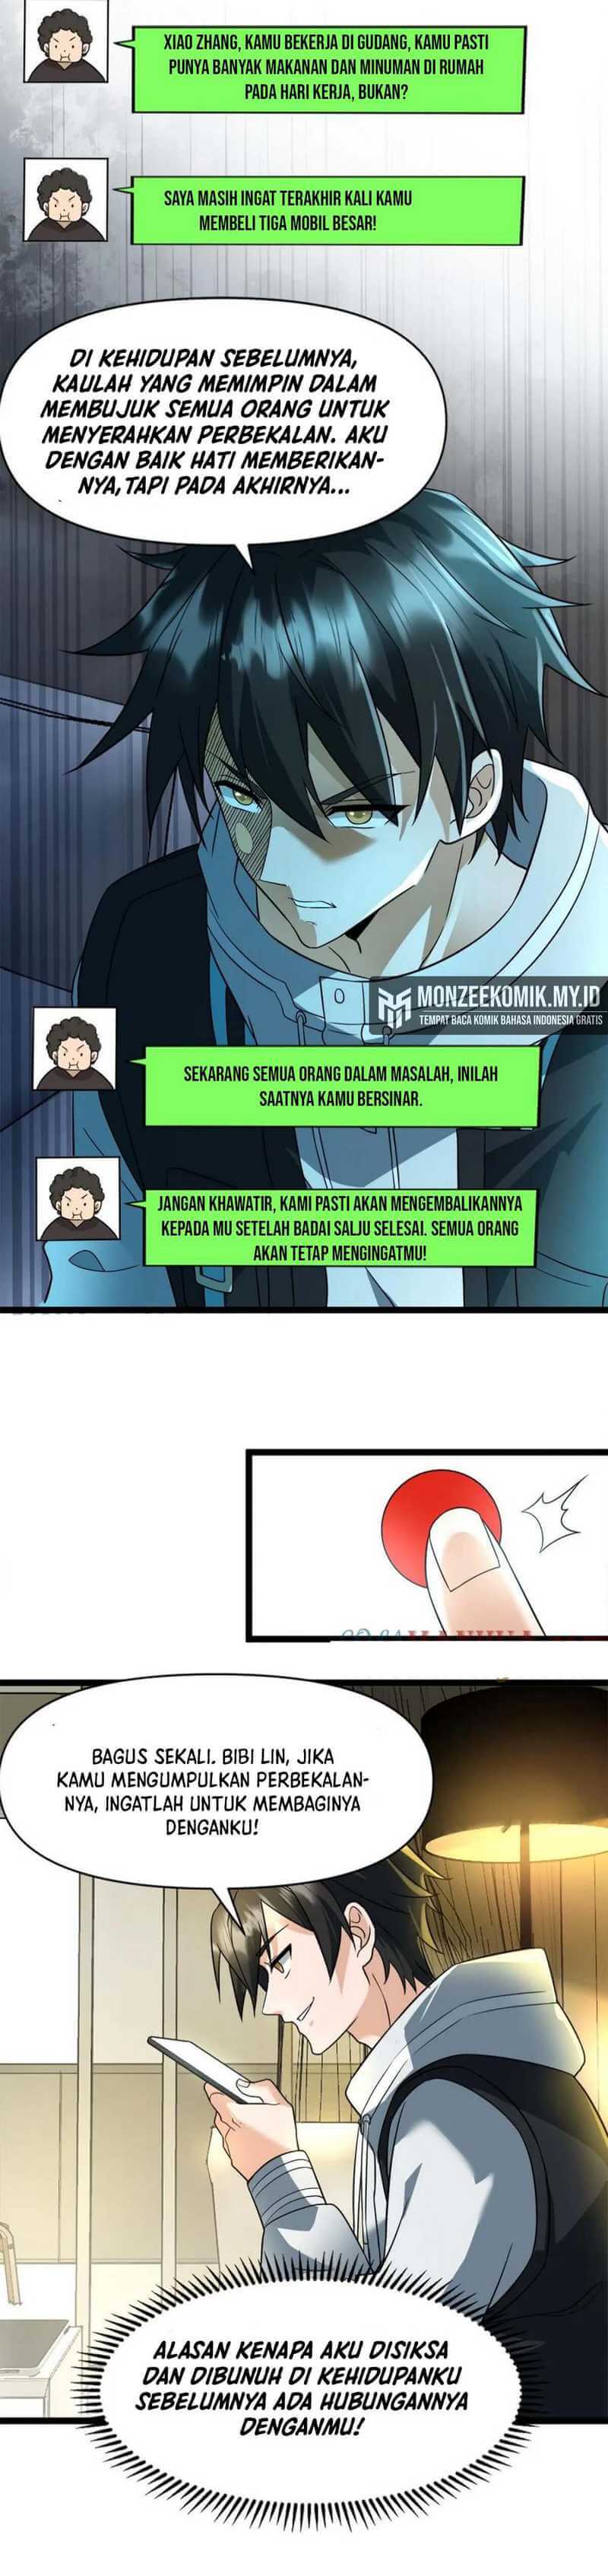 XIAO ZHANG, KAMU BEKERJA DI GUDANG, KAMU PASTI
PUNYA BANYAK MAKANAN DAN MINUMAN DI RUMAH
PADA HARI KERJA, BUKAN?
SAYA MASIH INGAT TERAKHIR KALI KAMU
MEMBELI TIGA MOBIL BESAR!
DI KEHIDUPAN SEBELUMNYA,
KAULAH YANG MEMIMPIN DALAM
MEMBUJUK SEMUA ORANG UNTUK
MENYERAHKAN PERBEKALAN. AKU
DENGAN BAIK HATI MEMBERIKAN-
NYA, TAPI PADA AKHIRNYA...
MONZEEKOMIK.MY.ID
TEMPAT BACA KOMIK BAHASA INDONESIA GRATIS
SEKARANG SEMUA ORANG DALAM MASALAH, INILAH
SAATNYA KAMU BERSINAR.
JANGAN KHAWATIR, KAMI PASTI AKAN MENGEMBALIKANNYA
KEPADA MU SETELAH BADAI SALJU SELESAI. SEMUA ORANG
AKAN TETAP MENGINGATMU!
BAGUS SEKALI. BIBI LIN, JIKA
KAMU MENGUMPULKAN PERBEKALAN-
NYA, INGATLAH UNTUK MEMBAGINYA
DENGANKU!
ALASAN KENAPA AKU DISIKSA
DAN DIBUNUH DI KEHIDUPANKU
SEBELUMNYA ADA HUBUNGANNYA
DENGANMU!